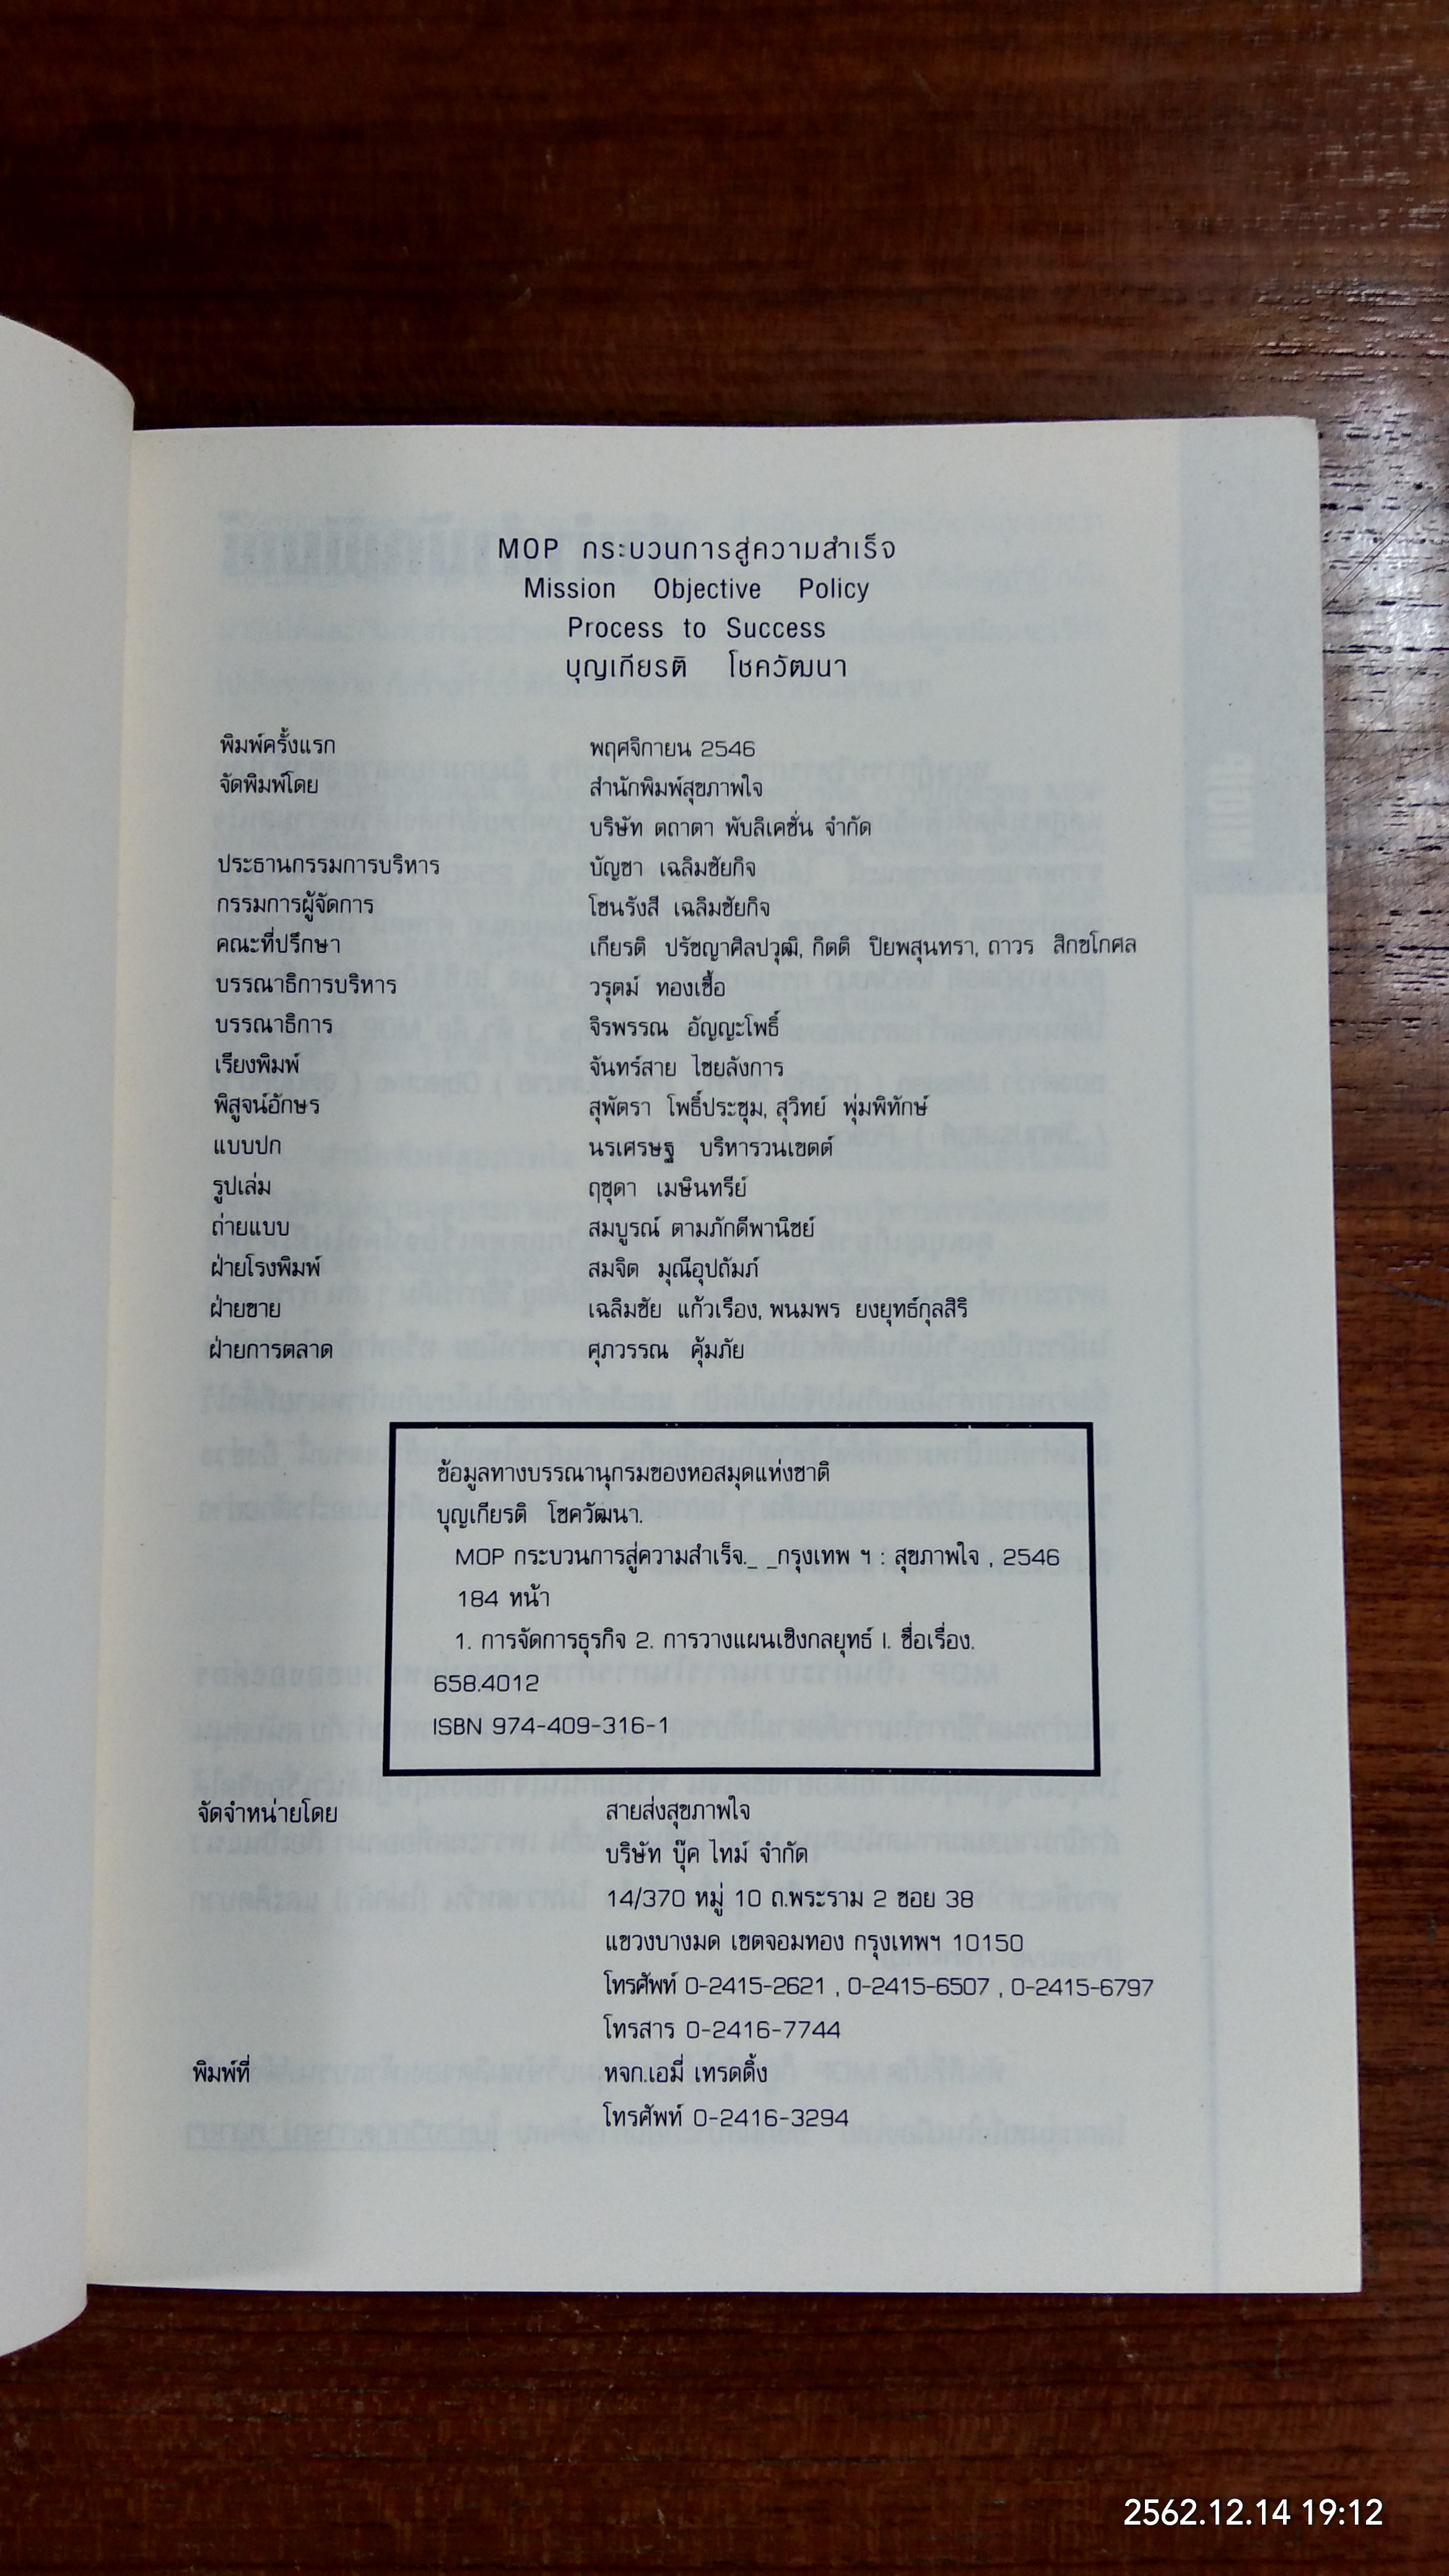 MOP กระบวนการสู่ความสำเร็จ
Mission Objective Policy
Process to Success
บุญเกียรติ โชควัฒนา
พิมพ์ครั้งแรก พฤศจิกายน 2546
จัดพิมพ์โดย สำนักพิมพ์สุขภาพใจ
บริษัท ตถาตา พับลิเคชั่น จำกัด
ประธานกรรมการบริหาร บัญชา เฉลิมชัยกิจ
กรรมการผู้จัดการ โชนรังสี เฉลิมชัยกิจ
คณะที่ปรึกษา เกียรติ ปรัชญาศิลปวุฒิ, กิตติ ปิยพสุนทรา, ถาวร สิกขโกศล
บรรณาธิการบริหาร วรุตม์ ทองเชื้อ
บรรณาธิการ จิรพรรณ อัญญะโพธิ์
เรียงพิมพ์ จันทร์สาย ไชยลังการ
พิสูจน์อักษร สุพัตรา โพธิ์ประชุม, สุวิทย์ พุ่มพิทักษ์
แบบปก นรเศรษฐ บริหารวนเขตต์
รูปเล่ม ฤชุดา เมษินทรีย์
ถ่ายแบบ สมบูรณ์ ตามภักดีพานิชย์
ฝ่ายโรงพิมพ์ สมจิต มุณีอุปถัมภ์
ฝ่ายขาย เฉลิมชัย แก้วเรือง, พนมพร ยงยุทธ์กุลสิริ
ฝ่ายการตลาด ศุภวรรณ คุ้มภัย
ข้อมูลทางบรรณานุกรมของหอสมุดแห่งชาติ
บุญเกียรติ โชควัฒนา.
MOP กระบวนการสู่ความสำเร็จ._ _กรุงเทพ ฯ : สุขภาพใจ , 2546
184 หน้า
1. การจัดการธุรกิจ 2. การวางแผนเชิงกลยุทธ์ I. ชื่อเรื่อง.
658.4012
ISBN 974-409-316-1
จัดจำหน่ายโดย สายส่งสุขภาพใจ
บริษัท บุ๊ค ไทม์ จำกัด
14/370 หมู่ 10 ถ.พระราม 2 ซอย 38
แขวงบางมด เขตจอมทอง กรุงเทพฯ 10150
โทรศัพท์ 0-2415-2621 , 0-2415-6507 , 0-2415-6797
โทรสาร 0-2416-7744
พิมพ์ที่ หจก.เอมี่ เทรดดิ้ง
โทรศัพท์ 0-2416-3294
2562.12.14 19:12